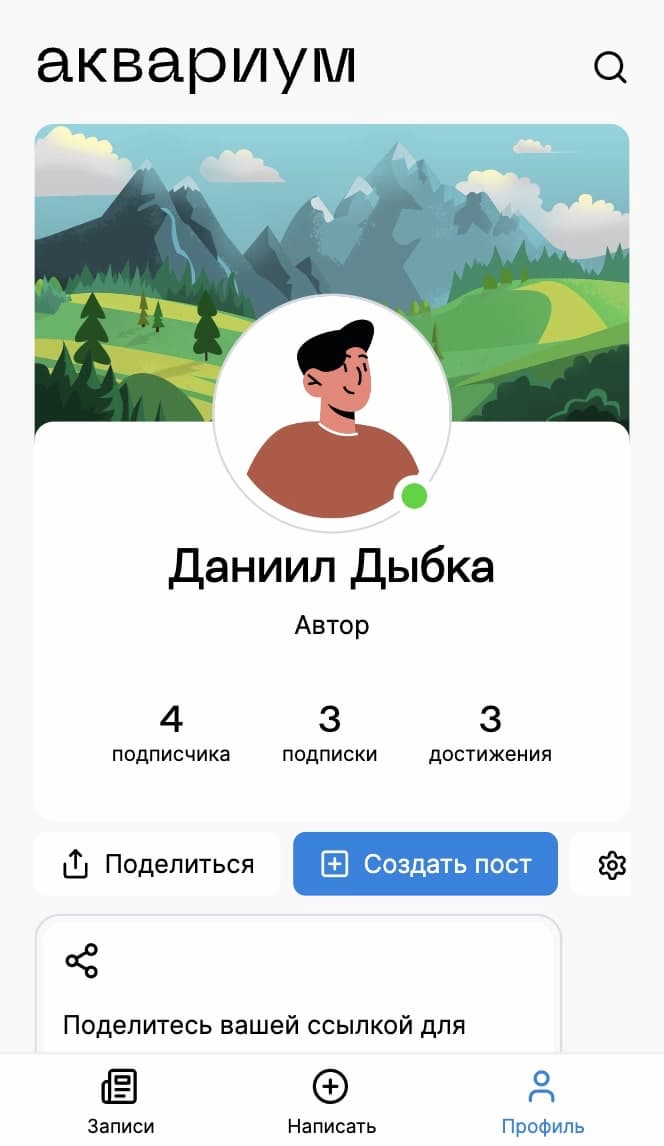 аквариум
Даниил Дыбка
Автор
4 3 3
подписчика подписки достижения
Поделиться Создать пост
Поделитесь вашей ссылкой для
Записи Написать Профиль